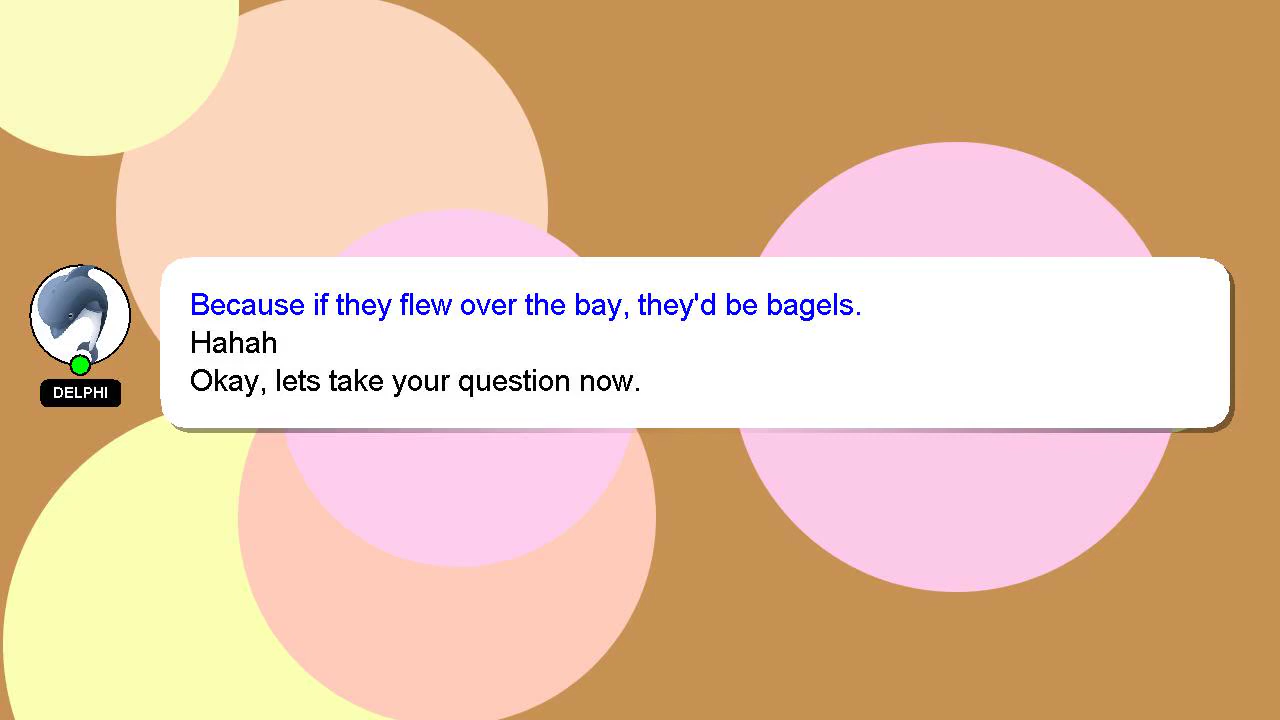 Because if they flew over the bay, they'd be bagels.
Hahah
Okay, lets take your question now.
DELPHI